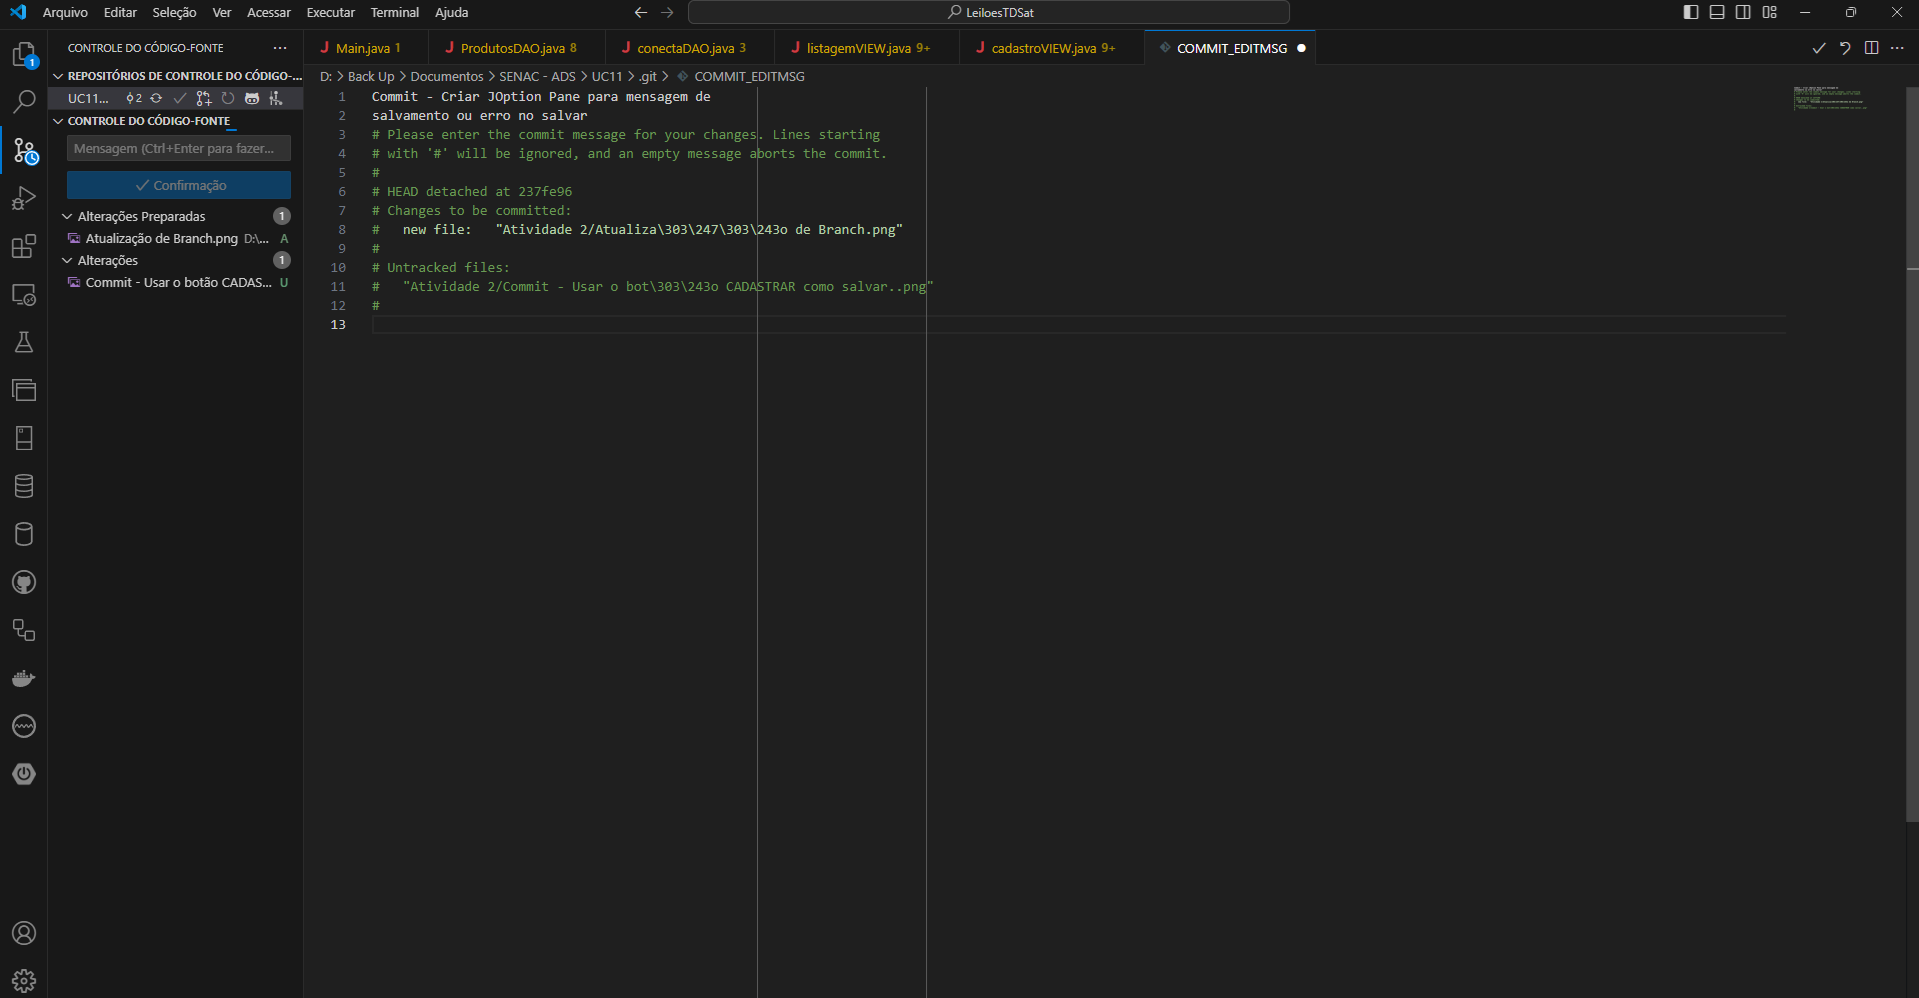 Arquivo Editar Seleção Ver Acessar Executar Terminal Ajuda
LeiloesTDSat
CONTROLE DO CÓDIGO-FONTE
Main.java 1
ProdutosDAO.java 8
conectaDAO.java 3
listagemVIEW.java 9+
cadastroVIEW.java 9+
COMMIT_EDITMSG
REPOSITÓRIOS DE CONTROLE DO CÓDIGO-...
D: > Back Up > Documentos > SENAC - ADS > UC11 > .git > COMMIT_EDITMSG
UC11... 2
CONTROLE DO CÓDIGO-FONTE
Mensagem (Ctrl+Enter para fazer...
Confirmação
Alterações Preparadas 1
Atualização de Branch.png D:\... A
Alterações 1
Commit - Usar o botão CADAS... U
1
1 Commit - Criar JOption Pane para mensagem de
2 salvamento ou erro no salvar
3 # Please enter the commit message for your changes. Lines starting
4 # with '#' will be ignored, and an empty message aborts the commit.
5 #
6 # HEAD detached at 237fe96
7 # Changes to be committed:
8 #   new file:   "Atividade 2/Atualiza\303\247\303\243o de Branch.png"
9 #
10 # Untracked files:
11 #   "Atividade 2/Commit - Usar o bot\303\243o CADASTRAR como salvar..png"
12 #
13